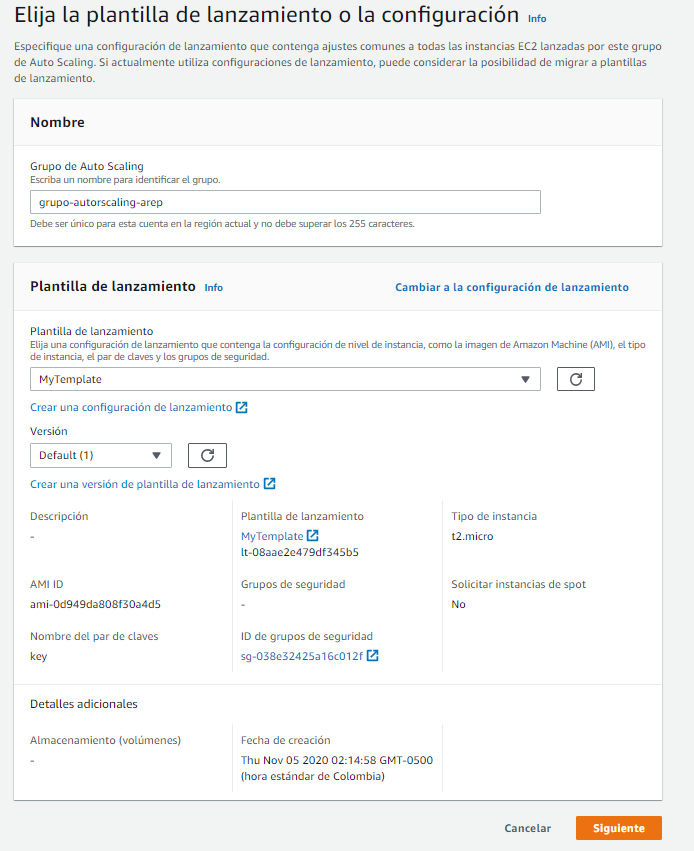 Elija la plantilla de lanzamiento o la configuración Info
Especifique una configuración de lanzamiento que contenga ajustes comunes a todas las instancias EC2 lanzadas por este grupo
de Auto Scaling. Si actualmente utiliza configuraciones de lanzamiento, puede considerar la posibilidad de migrar a plantillas
de lanzamiento.
Nombre
Grupo de Auto Scaling
Escriba un nombre para identificar el grupo.
grupo-autorscaling-arep
Debe ser único para esta cuenta en la región actual y no debe superar los 255 caracteres.
Plantilla de lanzamiento Info Cambiar a la configuración de lanzamiento
Plantilla de lanzamiento
Elija una configuración de lanzamiento que contenga la configuración de nivel de instancia, como la imagen de Amazon Machine (AMI), el tipo
de instancia, el par de claves y los grupos de seguridad.
MyTemplate
Crear una configuración de lanzamiento
Versión
Default (1)
Crear una versión de plantilla de lanzamiento
Descripción
-
Plantilla de lanzamiento
MyTemplate
lt-08aae2e479df345b5
Tipo de instancia
t2.micro
AMI ID
ami-0d949da808f30a4d5
Grupos de seguridad
-
Solicitar instancias de spot
No
Nombre del par de claves
key
ID de grupos de seguridad
sg-038e32425a16c012f
Detalles adicionales
Almacenamiento (volúmenes)
-
Fecha de creación
Thu Nov 05 2020 02:14:58 GMT-0500
(hora estándar de Colombia)
Cancelar Siguiente